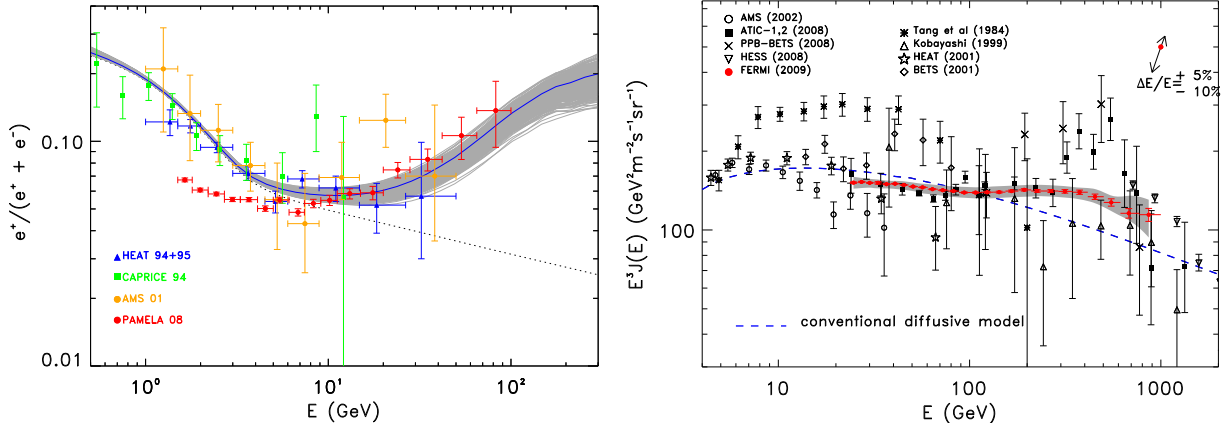 e⁺/(e⁺ + e⁻)
0.10
0.01
HEAT 94+95
CAPRICE 94
AMS 01
PAMELA 08
10⁰
10¹
10²
E (GeV)
E³J(E) (GeV²m⁻²s⁻¹sr⁻¹)
100
AMS (2002)
ATIC-1,2 (2008)
PPB-BETS (2008)
HESS (2008)
FERMI (2009)
Tang et al (1984)
Kobayashi (1999)
HEAT (2001)
BETS (2001)
ΔE/E= + 5%
− 10%
conventional diffusive model
10
100
1000
E (GeV)